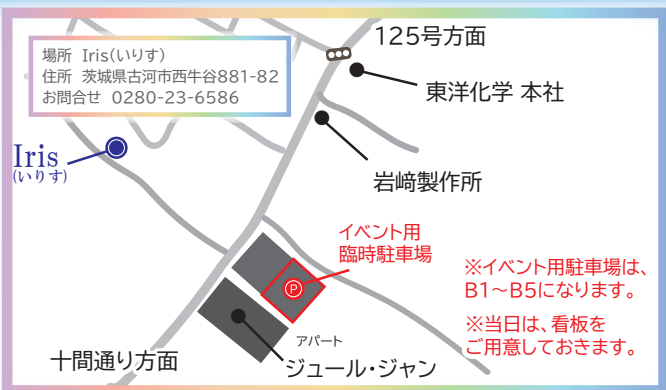 場所 Iris(いりす)
住所 茨城県古河市西牛谷881-82
お問合せ 0280-23-6586
125号方面
東洋化学 本社
Iris
(いりす)
岩﨑製作所
イベント用
臨時駐車場
P
※イベント用駐車場は、
B1～B5になります。
※当日は、看板を
ご用意しておきます。
アパート
ジュール・ジャン
十間通り方面